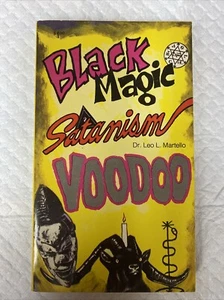 Black
Magic
Satanism
Dr. Leo L. Martello
VOODOO